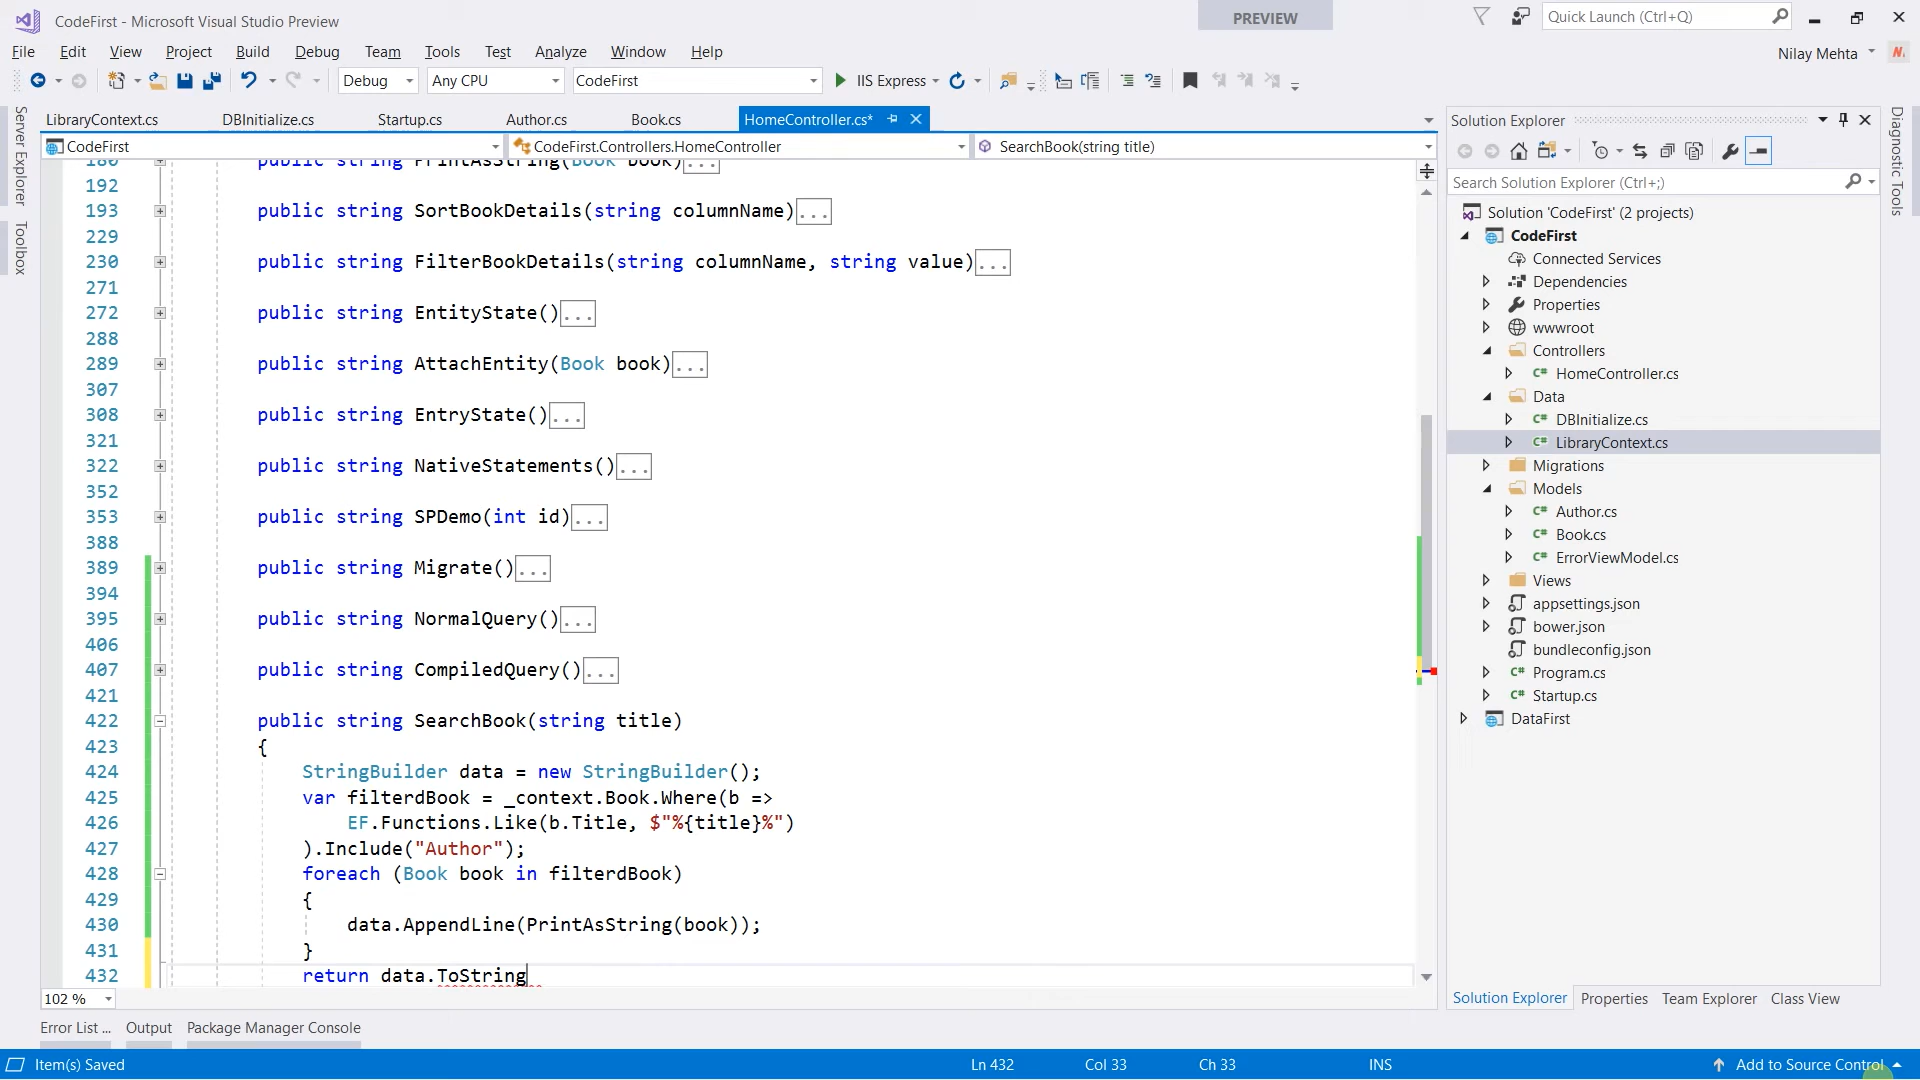 CodeFirst - Microsoft Visual Studio Preview
PREVIEW
Quick Launch (Ctrl+Q)
File Edit View Project Build Debug Team Tools Test Analyze Window Help
Nilay Mehta
N.
Debug Any CPU CodeFirst IIS Express
Server Explorer
Toolbox
LibraryContext.cs DBInitialize.cs Startup.cs Author.cs Book.cs HomeController.cs*
CodeFirst CodeFirst.Controllers.HomeController SearchBook(string title)
180 public string PrintAsString(Book book)...
192
193 public string SortBookDetails(string columnName)...
229
230 public string FilterBookDetails(string columnName, string value)...
271
272 public string EntityState()...
288
289 public string AttachEntity(Book book)...
307
308 public string EntryState()...
321
322 public string NativeStatements()...
352
353 public string SPDemo(int id)...
388
389 public string Migrate()...
394
395 public string NormalQuery()...
406
407 public string CompiledQuery()...
421
422 public string SearchBook(string title)
423 {
424 StringBuilder data = new StringBuilder();
425 var filterdBook = _context.Book.Where(b =>
426 EF.Functions.Like(b.Title, $"%{title}%")
427 ).Include("Author");
428 foreach (Book book in filterdBook)
429 {
430 data.AppendLine(PrintAsString(book));
431 }
432 return data.ToString
102 %
Error List ... Output Package Manager Console
Item(s) Saved Ln 432 Col 33 Ch 33 INS Add to Source Control
Solution Explorer
Search Solution Explorer (Ctrl+;)
Solution 'CodeFirst' (2 projects)
CodeFirst
Connected Services
Dependencies
Properties
wwwroot
Controllers
C# HomeController.cs
Data
C# DBInitialize.cs
C# LibraryContext.cs
Migrations
Models
C# Author.cs
C# Book.cs
C# ErrorViewModel.cs
Views
appsettings.json
bower.json
bundleconfig.json
C# Program.cs
C# Startup.cs
DataFirst
Solution Explorer Properties Team Explorer Class View
Diagnostic Tools